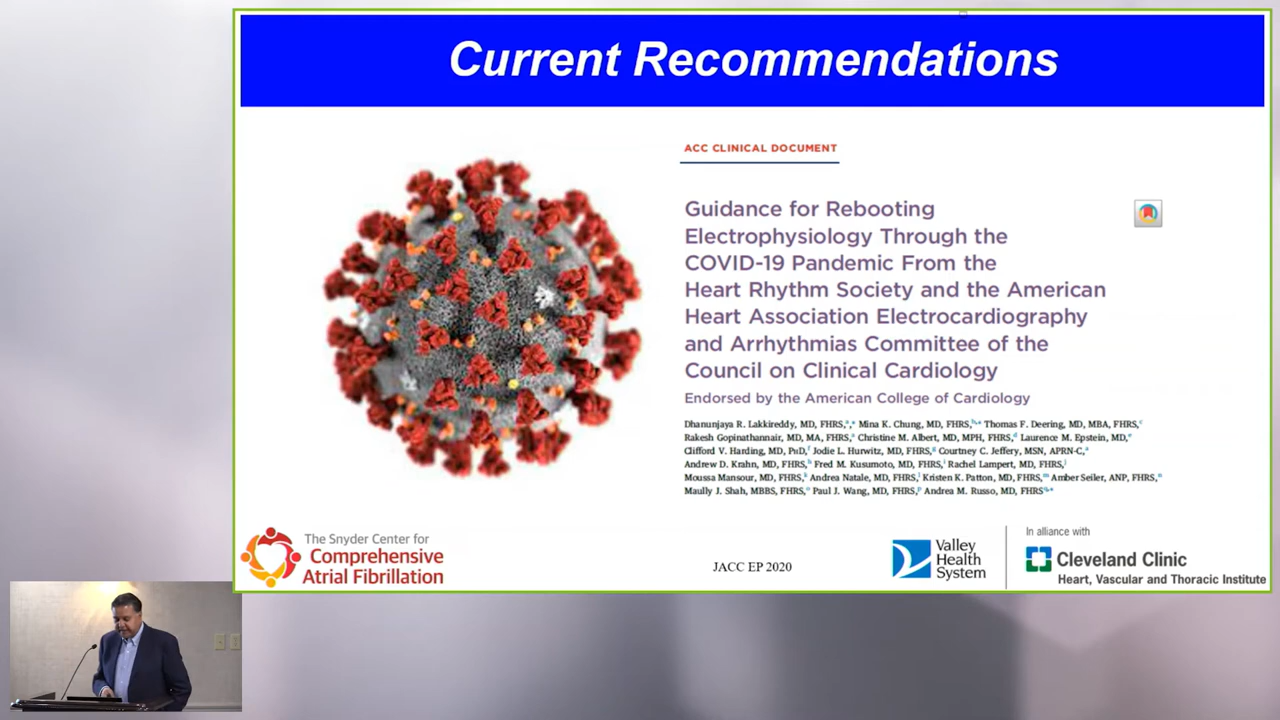 Current Recommendations
ACC CLINICAL DOCUMENT
Guidance for Rebooting
Electrophysiology Through the
COVID-19 Pandemic From the
Heart Rhythm Society and the American
Heart Association Electrocardiography
and Arrhythmias Committee of the
Council on Clinical Cardiology
Endorsed by the American College of Cardiology
Dhanunjaya R. Lakkireddy, MD, FHRS,a,* Mina K. Chung, MD, FHRS,b,* Thomas F. Deering, MD, MBA, FHRS,c
Rakesh Gopinathannair, MD, MA, FHRS,a Christine M. Albert, MD, MPH, FHRS,d Laurence M. Epstein, MD,e
Clifford V. Harding, MD, PhD,f Jodie L. Hurwitz, MD, FHRS,g Courtney C. Jeffery, MSN, APRN-C,a
Andrew D. Krahn, MD, FHRS,h Fred M. Kusumoto, MD, FHRS,i Rachel Lampert, MD, FHRS,j
Moussa Mansour, MD, FHRS,k Andrea Natale, MD, FHRS,l Kristen K. Patton, MD, FHRS,m Amber Seiler, ANP, FHRS,n
Maully J. Shah, MBBS, FHRS,o Paul J. Wang, MD, FHRS,p Andrea M. Russo, MD, FHRSq,*
The Snyder Center for
Comprehensive
Atrial Fibrillation
JACC EP 2020
Valley
Health
System
In alliance with
Cleveland Clinic
Heart, Vascular and Thoracic Institute